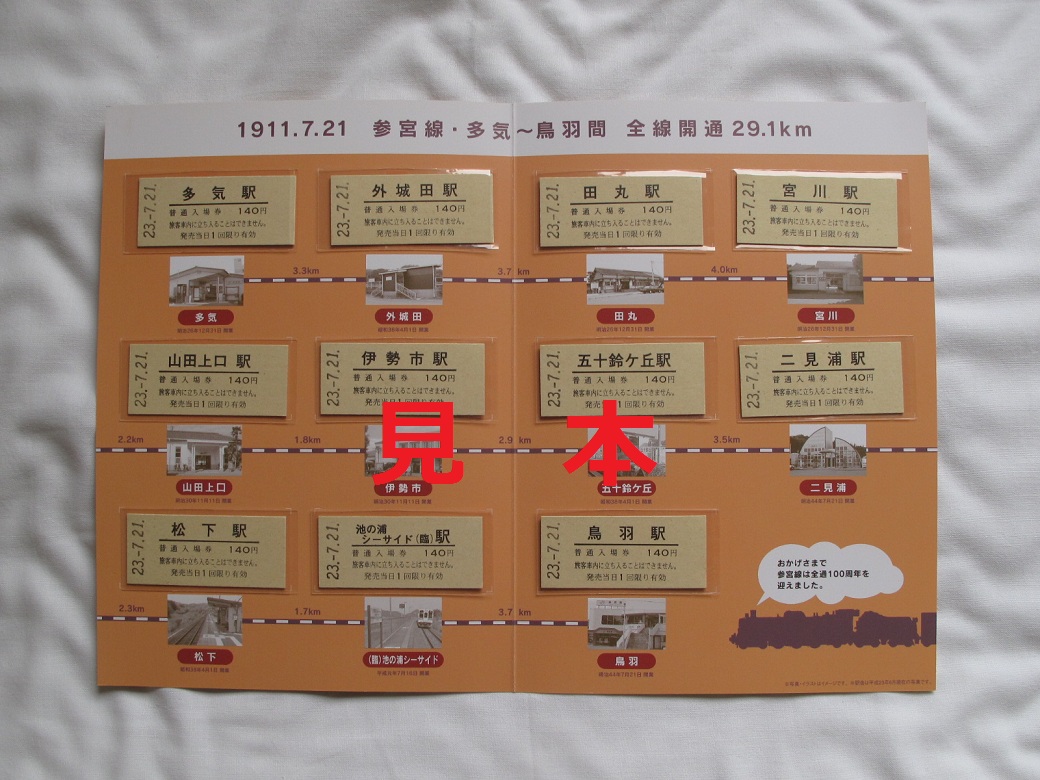 1911.7.21 参宮線・多気～鳥羽間 全線開通 29.1km
23.-7.21.
多気駅
普通入場券 140円
旅客車内に立ち入ることはできません。
発売当日1回限り有効
23.-7.21.
外城田駅
普通入場券 140円
旅客車内に立ち入ることはできません。
発売当日1回限り有効
23.-7.21.
田丸駅
普通入場券 140円
旅客車内に立ち入ることはできません。
発売当日1回限り有効
23.-7.21.
宮川駅
普通入場券 140円
旅客車内に立ち入ることはできません。
発売当日1回限り有効
3.3km
3.7km
4.0km
多気
外城田
田丸
宮川
23.-7.21.
山田上口駅
普通入場券 140円
旅客車内に立ち入ることはできません。
発売当日1回限り有効
23.-7.21.
伊勢市駅
普通入場券 140円
旅客車内に立ち入ることはできません。
発売当日1回限り有効
23.-7.21.
五十鈴ケ丘駅
普通入場券 140円
旅客車内に立ち入ることはできません。
発売当日1回限り有効
23.-7.21.
二見浦駅
普通入場券 140円
旅客車内に立ち入ることはできません。
発売当日1回限り有効
見本
2.2km
1.8km
2.9km
3.5km
山田上口
伊勢市
五十鈴ケ丘
二見浦
23.-7.21.
松下駅
普通入場券 140円
旅客車内に立ち入ることはできません。
発売当日1回限り有効
23.-7.21.
池の浦
シーサイド(臨)駅
普通入場券 140円
旅客車内に立ち入ることはできません。
発売当日1回限り有効
23.-7.21.
鳥羽駅
普通入場券 140円
旅客車内に立ち入ることはできません。
発売当日1回限り有効
おかげさまで
参宮線は全通100周年を
迎えました。
2.3km
1.7km
3.7km
松下
(臨)池の浦シーサイド
鳥羽